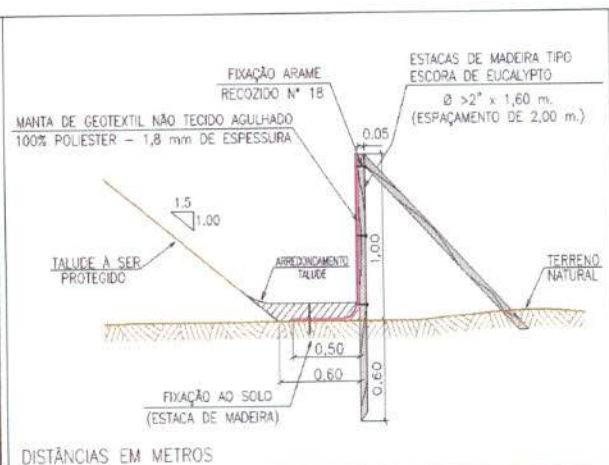 FIXAÇÃO ARAME
RECOZIDO N° 18
ESTACAS DE MADEIRA TIPO
ESCORA DE EUCALYPTO
Ø >2" x 1,60 m.
(ESPAÇAMENTO DE 2,00 m.)
MANTA DE GEOTEXTIL NÃO TECIDO AGULHADO
100% POLIESTER - 1,8 mm DE ESPESSURA
0.05
1.5
1.00
TALUDE À SER
PROTEGIDO
ARREDONDAMENTO
TALUDE
1,00
TERRENO
NATURAL
0,50
0,60
0,60
FIXAÇÃO AO SOLO
(ESTACA DE MADEIRA)
DISTÂNCIAS EM METROS